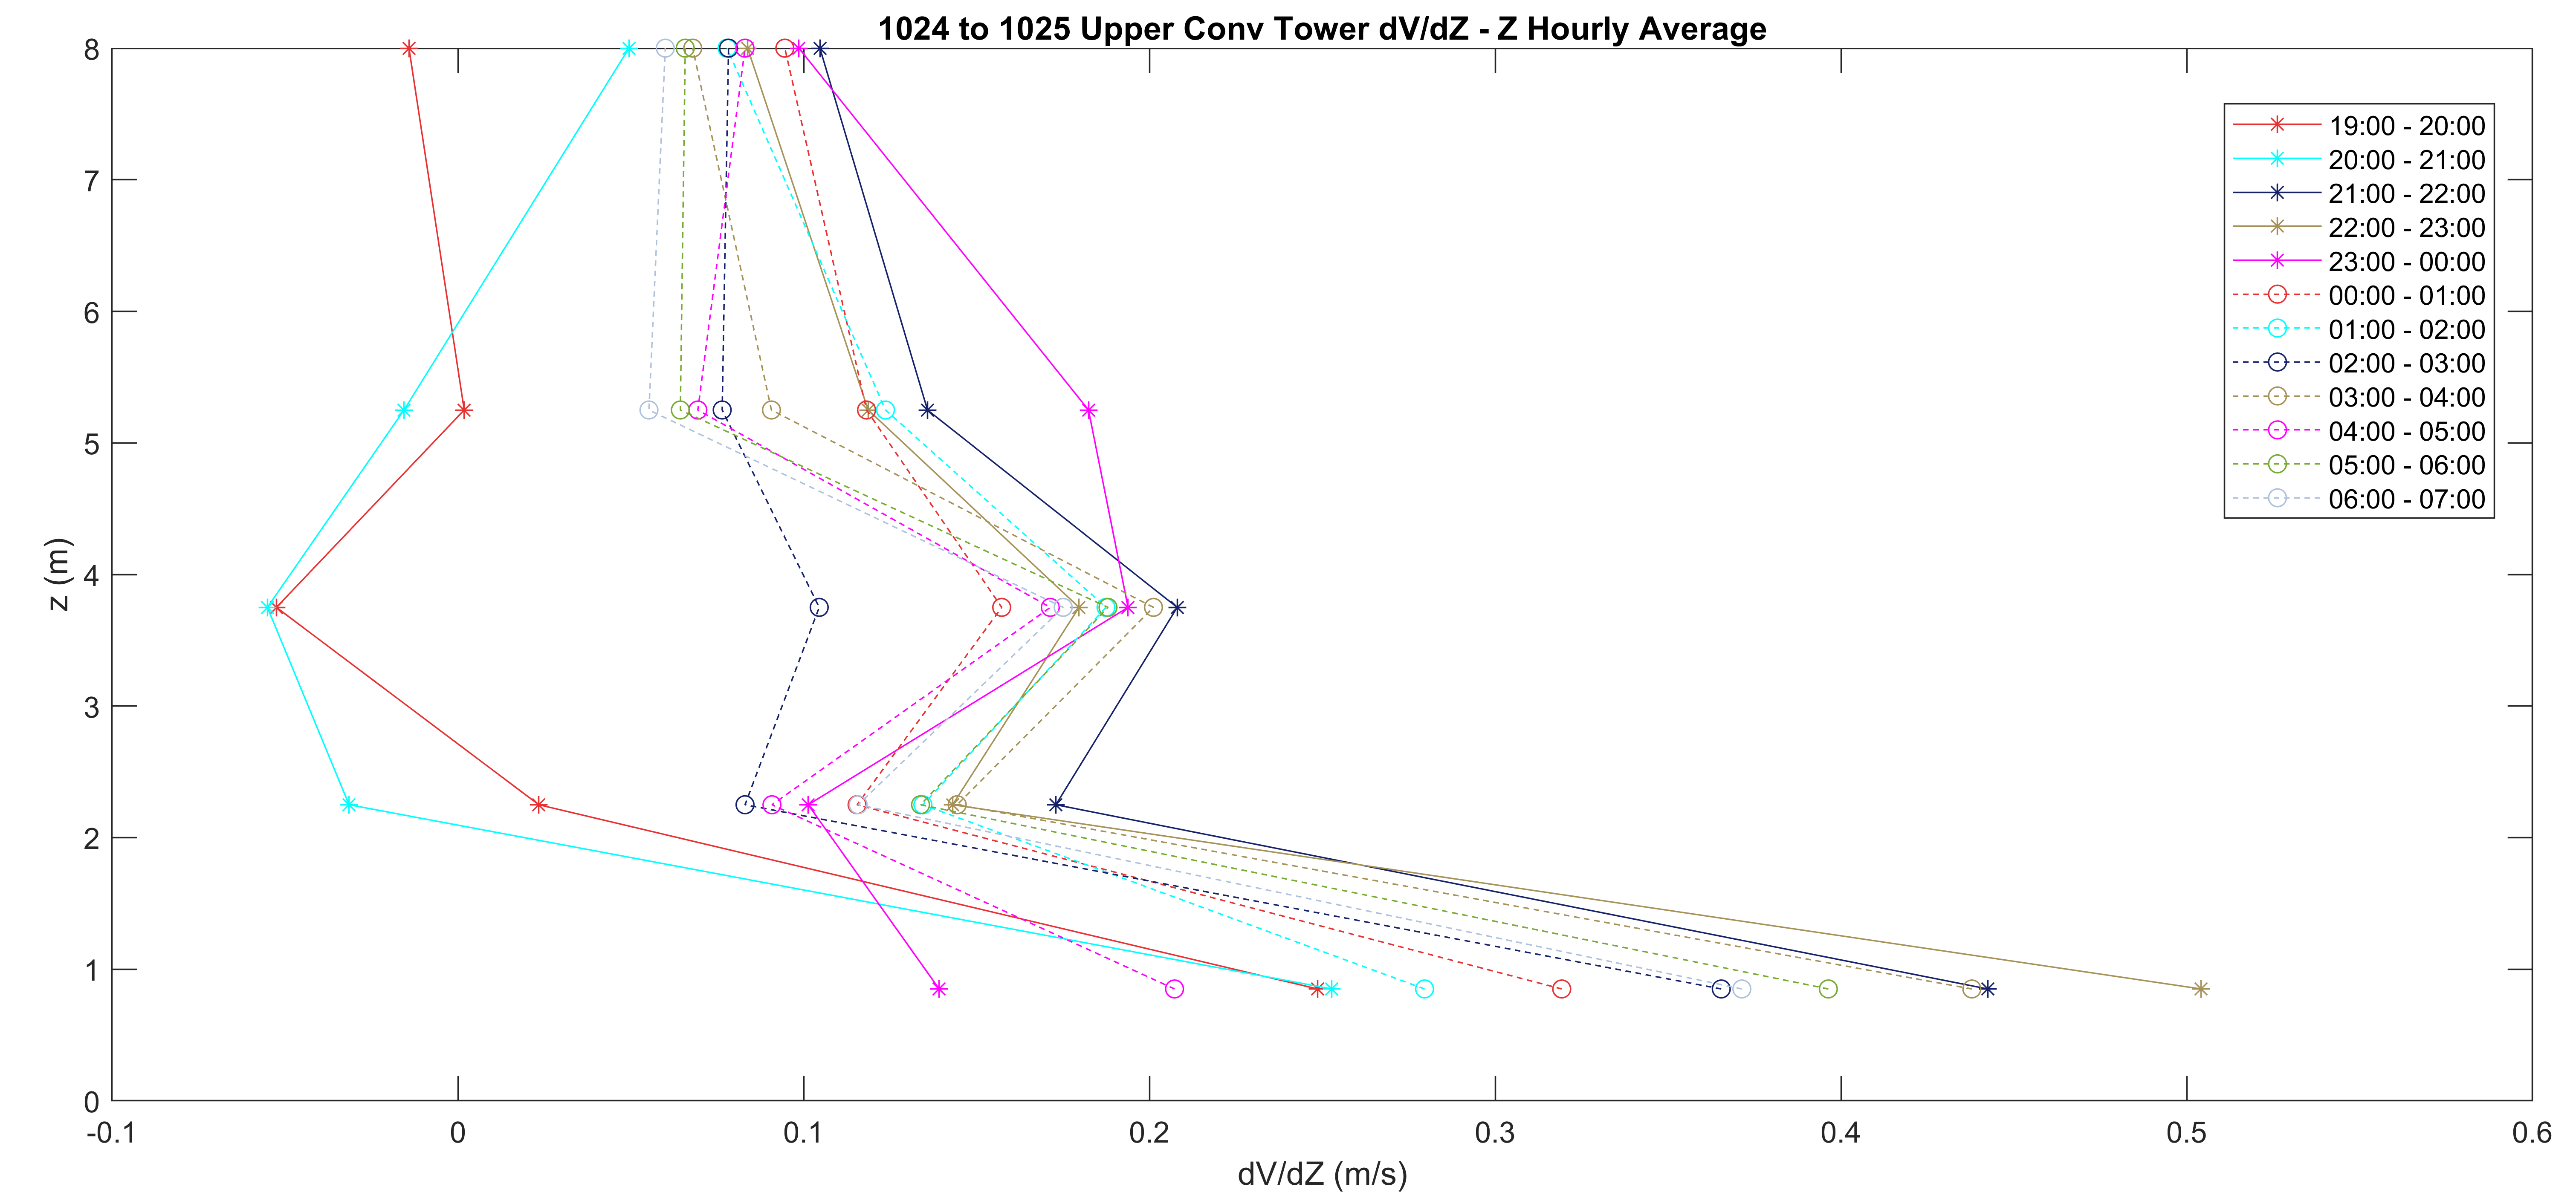 1024 to 1025 Upper Conv Tower dV/dZ - Z Hourly Average
8
7
6
5
4
3
2
1
0
z (m)
-0.1 0 0.1 0.2 0.3 0.4 0.5 0.6
dV/dZ (m/s)
19:00 - 20:00
20:00 - 21:00
21:00 - 22:00
22:00 - 23:00
23:00 - 00:00
00:00 - 01:00
01:00 - 02:00
02:00 - 03:00
03:00 - 04:00
04:00 - 05:00
05:00 - 06:00
06:00 - 07:00